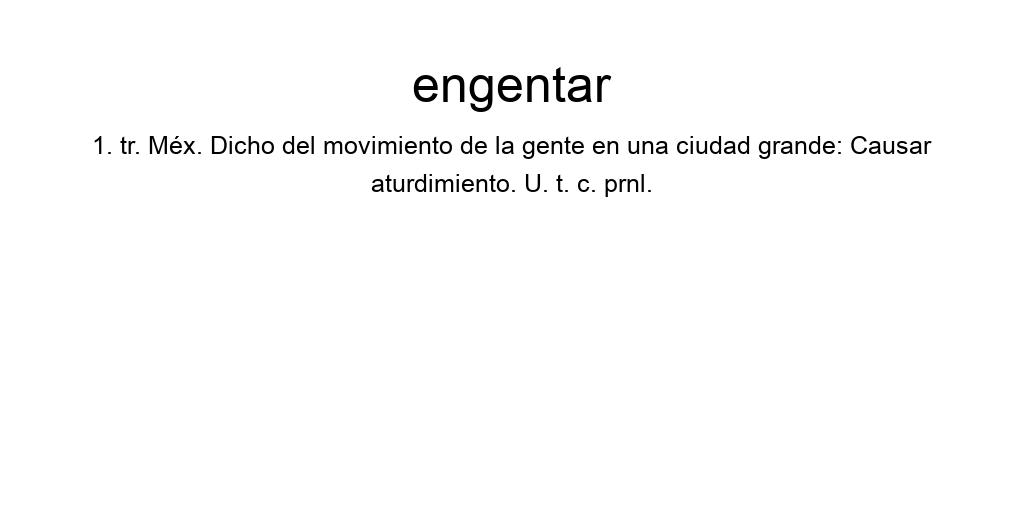 engentar
1. tr. Méx. Dicho del movimiento de la gente en una ciudad grande: Causar
aturdimiento. U. t. c. prnl.